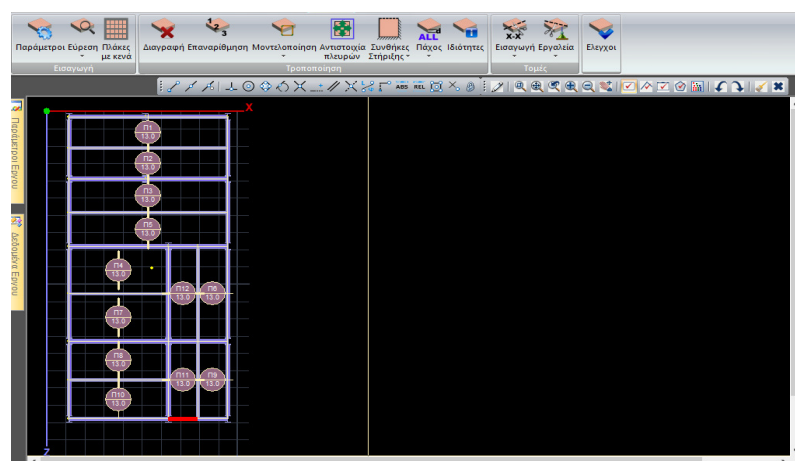 X-X
ALL
Παράμετροι Εύρεση Πλάκες με κενά
Διαγραφή Επαναρίθμηση Μοντελοποίηση Αντιστοιχία πλευρών Συνθήκες Στήριξης Πάχος Ιδιότητες
Εισαγωγή Εργαλεία
Ελεγχοι
Εισαγωγή
Τροποποίηση
Τομές
ABS REL
Παράμετροι Εργου
Δεδομένα Εργου
X
Π1
13.0
Π2
13.0
Π3
13.0
Π5
13.0
Π4
13.0
Π12
13.0
Π6
13.0
Π7
13.0
Π8
13.0
Π11
13.0
Π9
13.0
Π10
13.0
Z